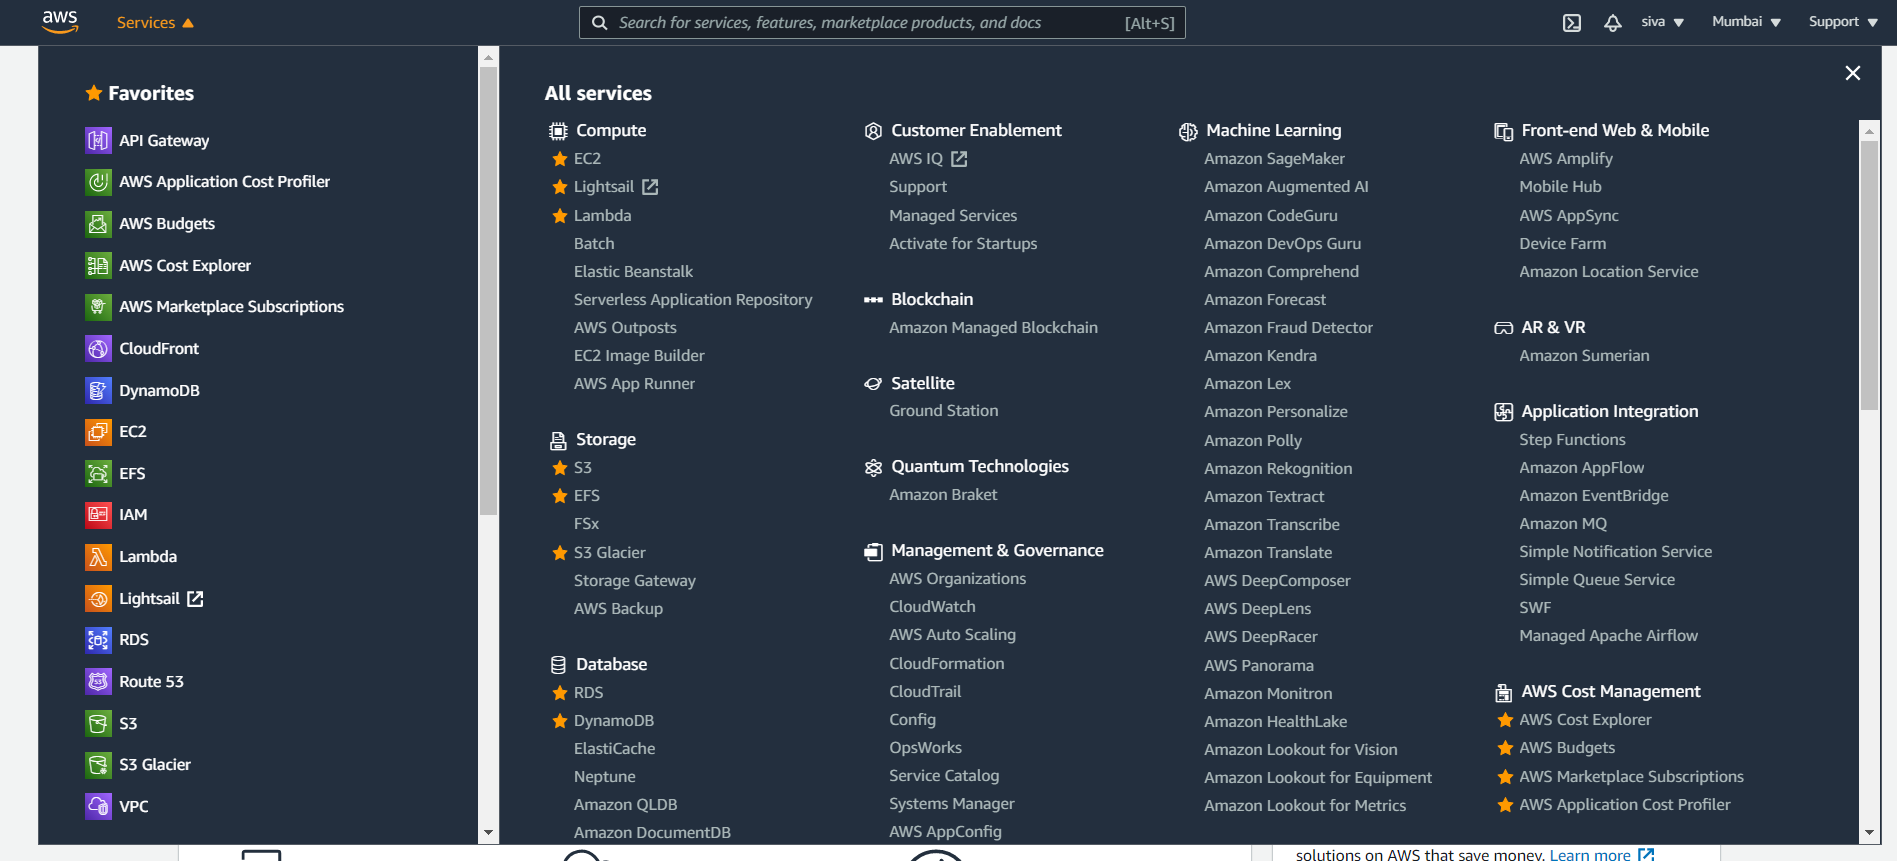 aws
Services
Search for services, features, marketplace products, and docs
[Alt+S]
siva
Mumbai
Support
Favorites
API Gateway
AWS Application Cost Profiler
AWS Budgets
AWS Cost Explorer
AWS Marketplace Subscriptions
CloudFront
DynamoDB
EC2
EFS
IAM
Lambda
Lightsail
RDS
Route 53
S3
S3 Glacier
VPC
All services
Compute
EC2
Lightsail
Lambda
Batch
Elastic Beanstalk
Serverless Application Repository
AWS Outposts
EC2 Image Builder
AWS App Runner
Storage
S3
EFS
FSx
S3 Glacier
Storage Gateway
AWS Backup
Database
RDS
DynamoDB
ElastiCache
Neptune
Amazon QLDB
Amazon DocumentDB
Customer Enablement
AWS IQ
Support
Managed Services
Activate for Startups
Blockchain
Amazon Managed Blockchain
Satellite
Ground Station
Quantum Technologies
Amazon Braket
Management & Governance
AWS Organizations
CloudWatch
AWS Auto Scaling
CloudFormation
CloudTrail
Config
OpsWorks
Service Catalog
Systems Manager
AWS AppConfig
Machine Learning
Amazon SageMaker
Amazon Augmented AI
Amazon CodeGuru
Amazon DevOps Guru
Amazon Comprehend
Amazon Forecast
Amazon Fraud Detector
Amazon Kendra
Amazon Lex
Amazon Personalize
Amazon Polly
Amazon Rekognition
Amazon Textract
Amazon Transcribe
Amazon Translate
AWS DeepComposer
AWS DeepLens
AWS DeepRacer
AWS Panorama
Amazon Monitron
Amazon HealthLake
Amazon Lookout for Vision
Amazon Lookout for Equipment
Amazon Lookout for Metrics
Front-end Web & Mobile
AWS Amplify
Mobile Hub
AWS AppSync
Device Farm
Amazon Location Service
AR & VR
Amazon Sumerian
Application Integration
Step Functions
Amazon AppFlow
Amazon EventBridge
Amazon MQ
Simple Notification Service
Simple Queue Service
SWF
Managed Apache Airflow
AWS Cost Management
AWS Cost Explorer
AWS Budgets
AWS Marketplace Subscriptions
AWS Application Cost Profiler
solutions on AWS that save money. Learn more